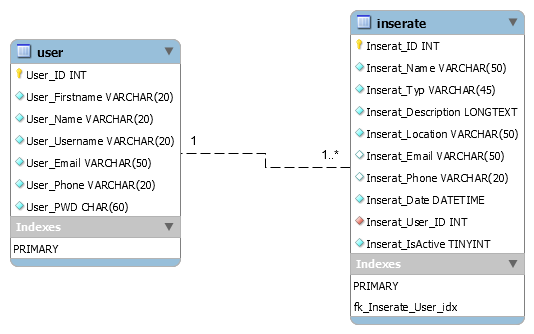 user
User_ID INT
User_Firstname VARCHAR(20)
User_Name VARCHAR(20)
User_Username VARCHAR(20)
User_Email VARCHAR(50)
User_Phone VARCHAR(20)
User_PWD CHAR(60)
Indexes
PRIMARY
1
1..*
inserate
Inserat_ID INT
Inserat_Name VARCHAR(50)
Inserat_Typ VARCHAR(45)
Inserat_Description LONGTEXT
Inserat_Location VARCHAR(50)
Inserat_Email VARCHAR(50)
Inserat_Phone VARCHAR(20)
Inserat_Date DATETIME
Inserat_User_ID INT
Inserat_IsActive TINYINT
Indexes
PRIMARY
fk_Inserate_User_idx